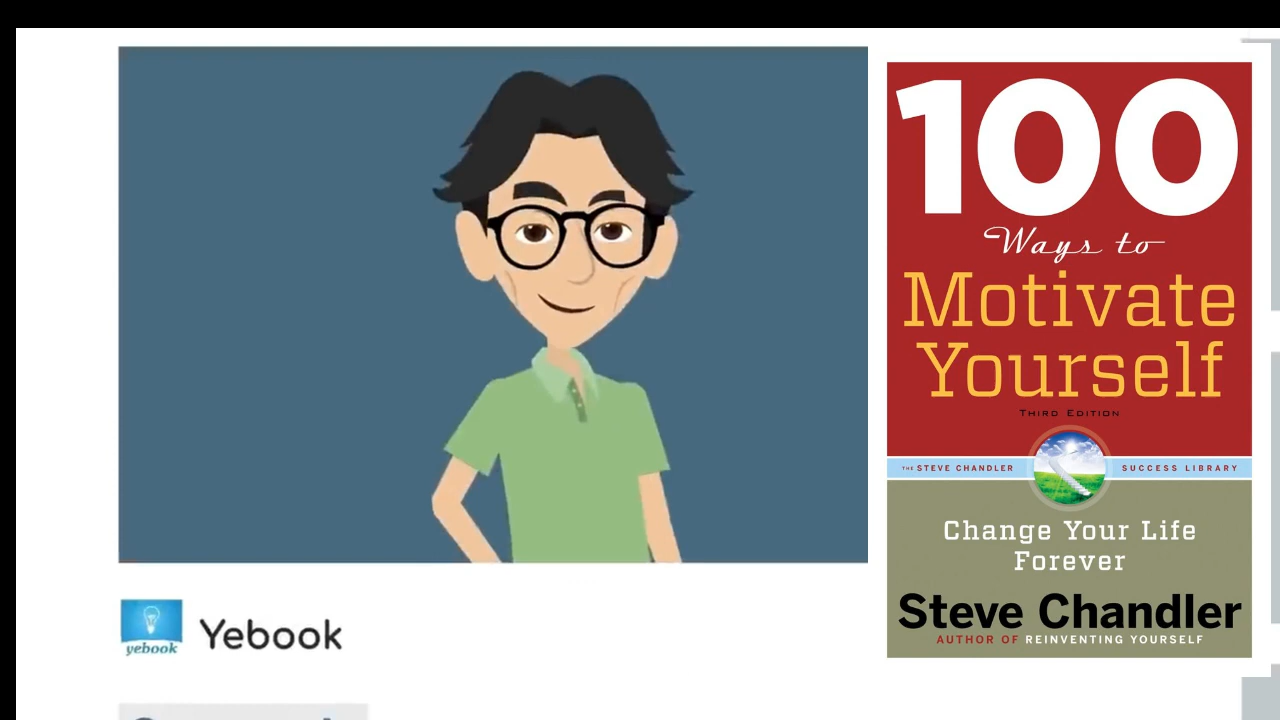 100
Ways to
Motivate
Yourself
THIRD EDITION
THE STEVE CHANDLER SUCCESS LIBRARY
Change Your Life
Forever
Steve Chandler
AUTHOR OF REINVENTING YOURSELF
yebook
Yebook